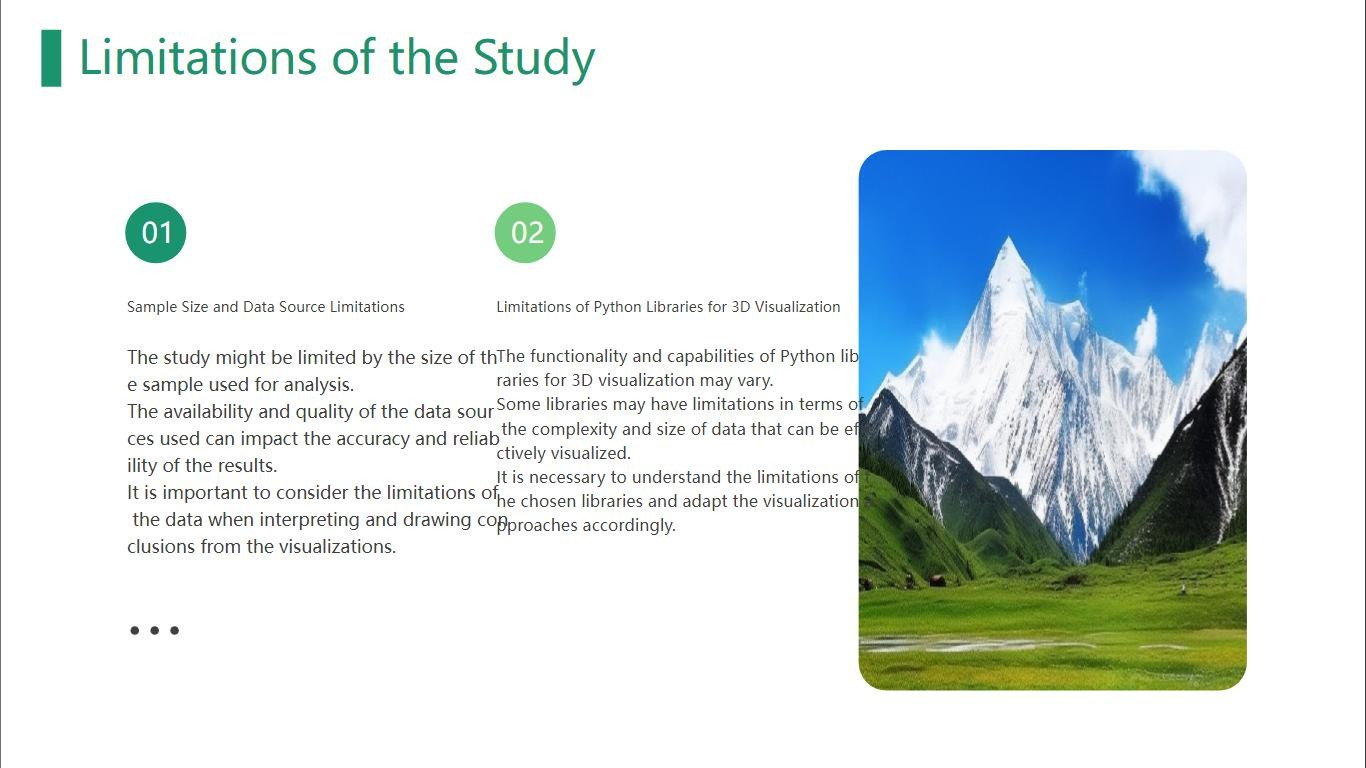 Limitations of the Study
01
Sample Size and Data Source Limitations
The study might be limited by the size of th
e sample used for analysis.
The availability and quality of the data sour
ces used can impact the accuracy and reliab
ility of the results.
It is important to consider the limitations of
the data when interpreting and drawing con
clusions from the visualizations.
02
Limitations of Python Libraries for 3D Visualization
The functionality and capabilities of Python lib
raries for 3D visualization may vary.
Some libraries may have limitations in terms of
the complexity and size of data that can be ef
ctively visualized.
It is necessary to understand the limitations of
he chosen libraries and adapt the visualization
pproaches accordingly.